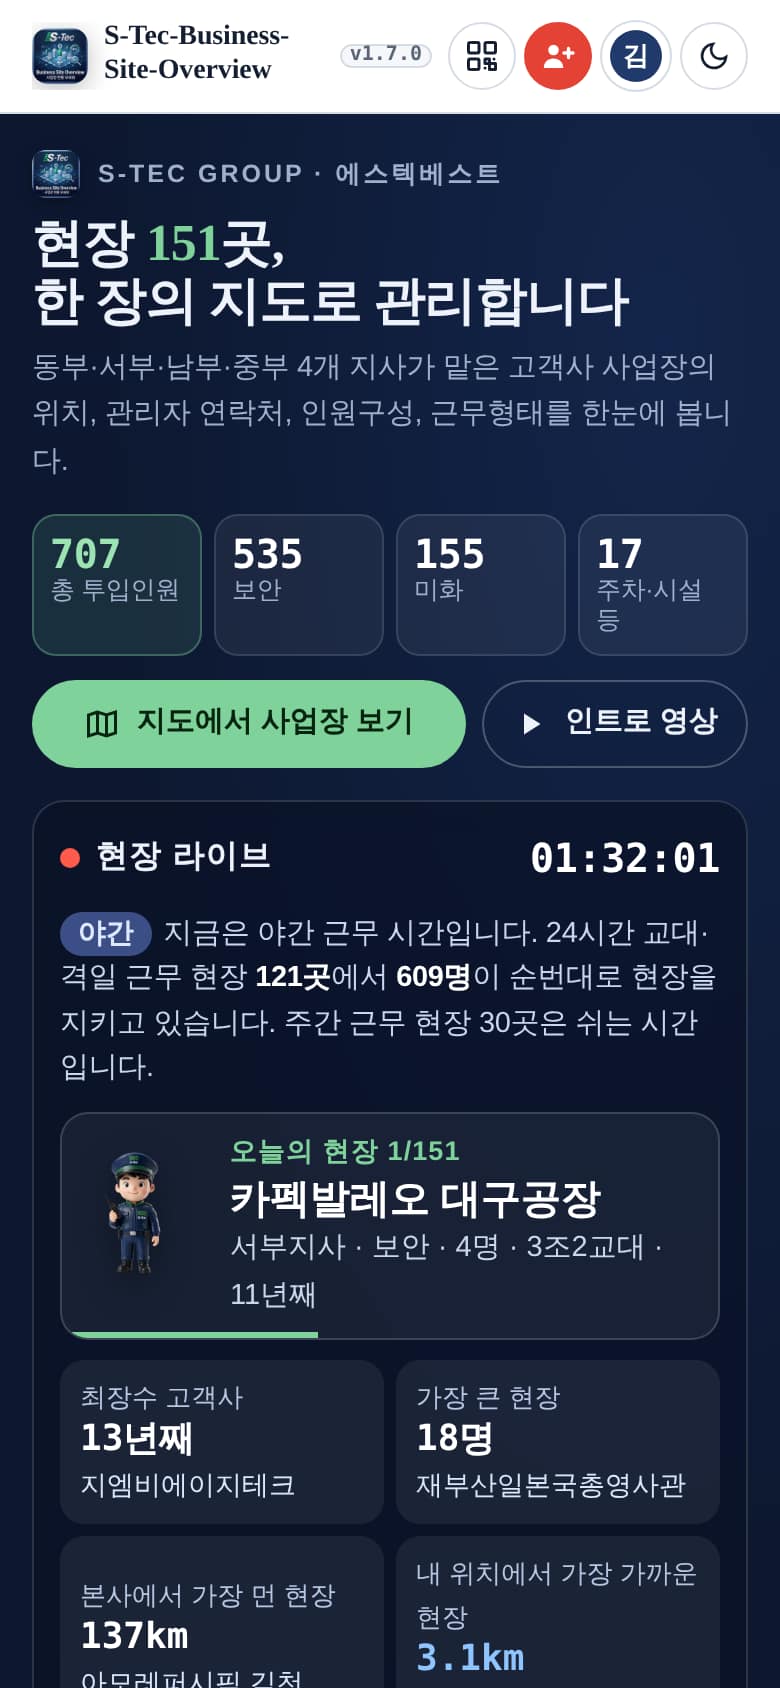 S-Tec-Business-
Site-Overview
v1.7.0
김
S-TEC GROUP · 에스텍베스트
현장 151곳,
한 장의 지도로 관리합니다
동부·서부·남부·중부 4개 지사가 맡은 고객사 사업장의
위치, 관리자 연락처, 인원구성, 근무형태를 한눈에 봅니
다.
707
총 투입인원
535
보안
155
미화
17
주차·시설
등
지도에서 사업장 보기
인트로 영상
현장 라이브
01:32:01
야간 지금은 야간 근무 시간입니다. 24시간 교대·
격일 근무 현장 121곳에서 609명이 순번대로 현장을
지키고 있습니다. 주간 근무 현장 30곳은 쉬는 시간
입니다.
오늘의 현장 1/151
카펙발레오 대구공장
서부지사 · 보안 · 4명 · 3조2교대 ·
11년째
최장수 고객사
13년째
지엠비에이지테크
가장 큰 현장
18명
재부산일본국총영사관
본사에서 가장 먼 현장
137km
아모레퍼시픽 김천
내 위치에서 가장 가까운
현장
3.1km